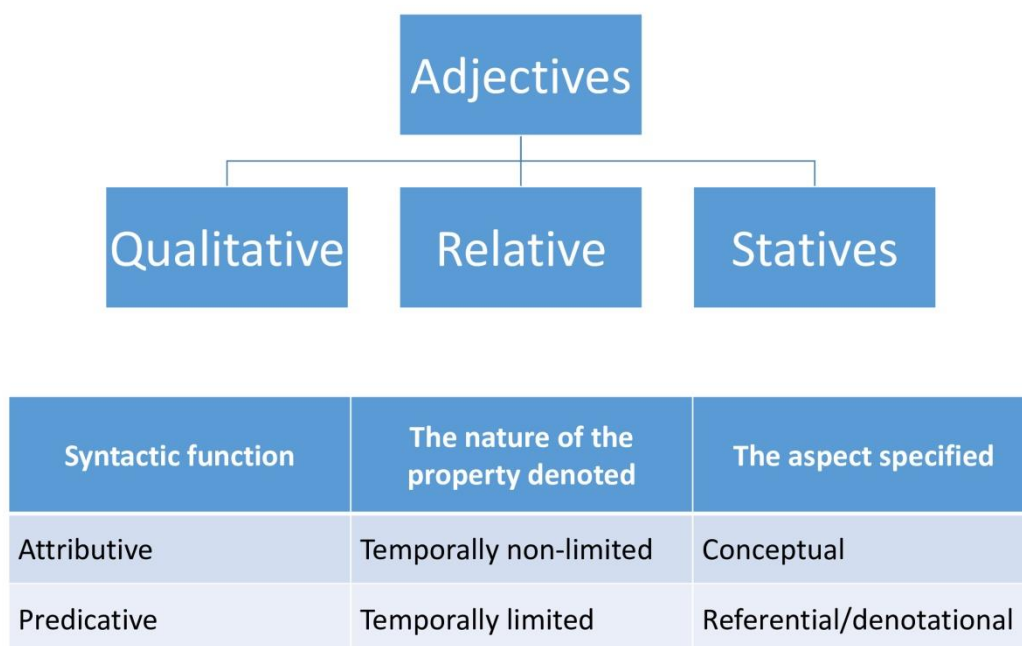 Adjectives
Qualitative
Relative
Statives
Syntactic function
The nature of the
property denoted
The aspect specified
Attributive
Temporally non-limited
Conceptual
Predicative
Temporally limited
Referential/denotational